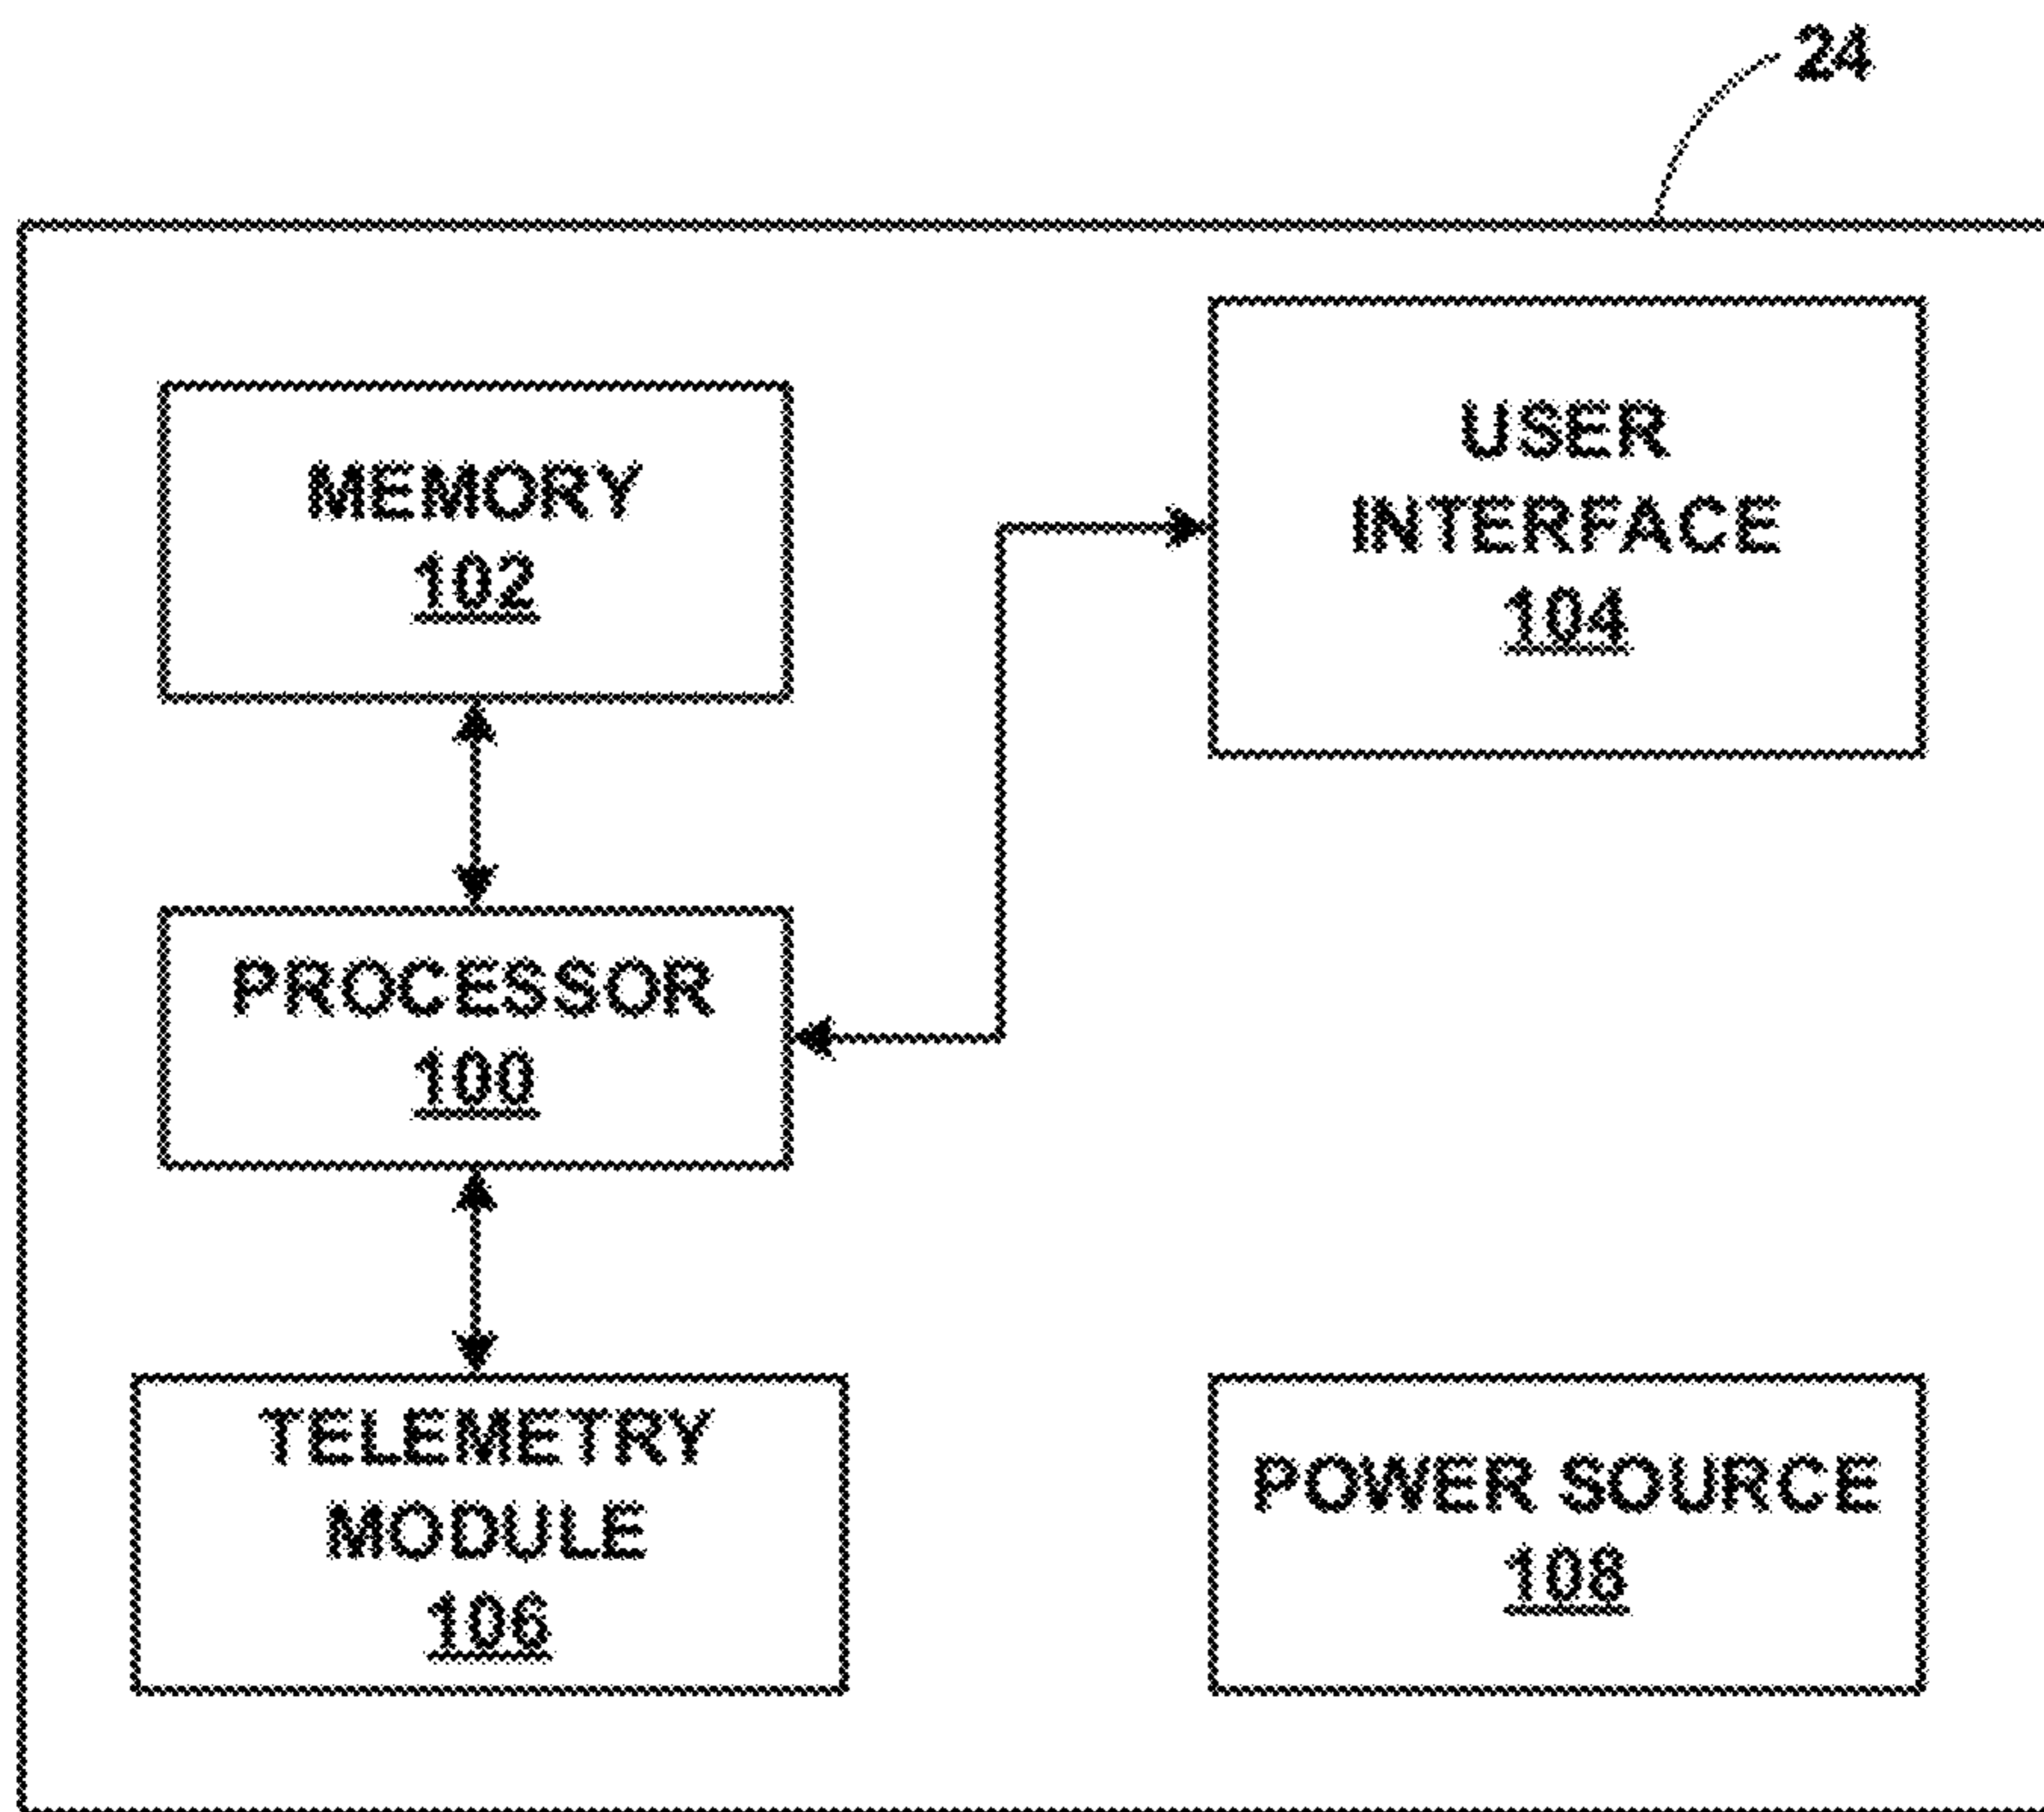 24
MEMORY
102
USER
INTERFACE
104
PROCESSOR
100
TELEMETRY
MODULE
106
POWER SOURCE
108